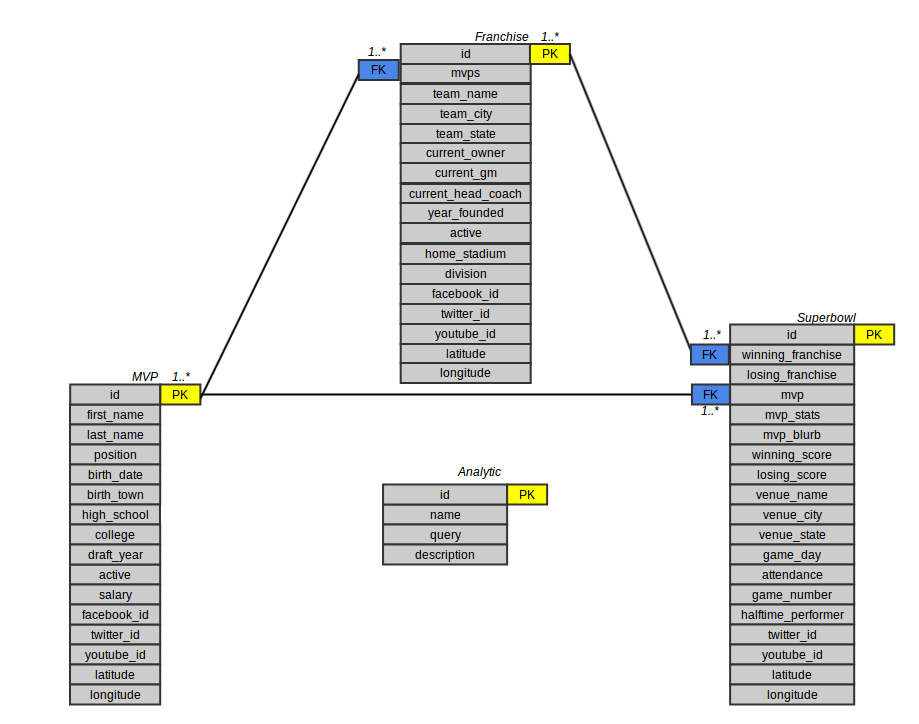 Franchise 1..*
1..*
id PK
FK
mvps
team_name
team_city
team_state
current_owner
current_gm
current_head_coach
year_founded
active
home_stadium
division
facebook_id
twitter_id
youtube_id
latitude
longitude
MVP 1..*
id PK
first_name
last_name
position
birth_date
birth_town
high_school
college
draft_year
active
salary
facebook_id
twitter_id
youtube_id
latitude
longitude
Analytic
id PK
name
query
description
Superbowl
1..*
id PK
FK winning_franchise
losing_franchise
FK mvp
1..*
mvp_stats
mvp_blurb
winning_score
losing_score
venue_name
venue_city
venue_state
game_day
attendance
game_number
halftime_performer
twitter_id
youtube_id
latitude
longitude